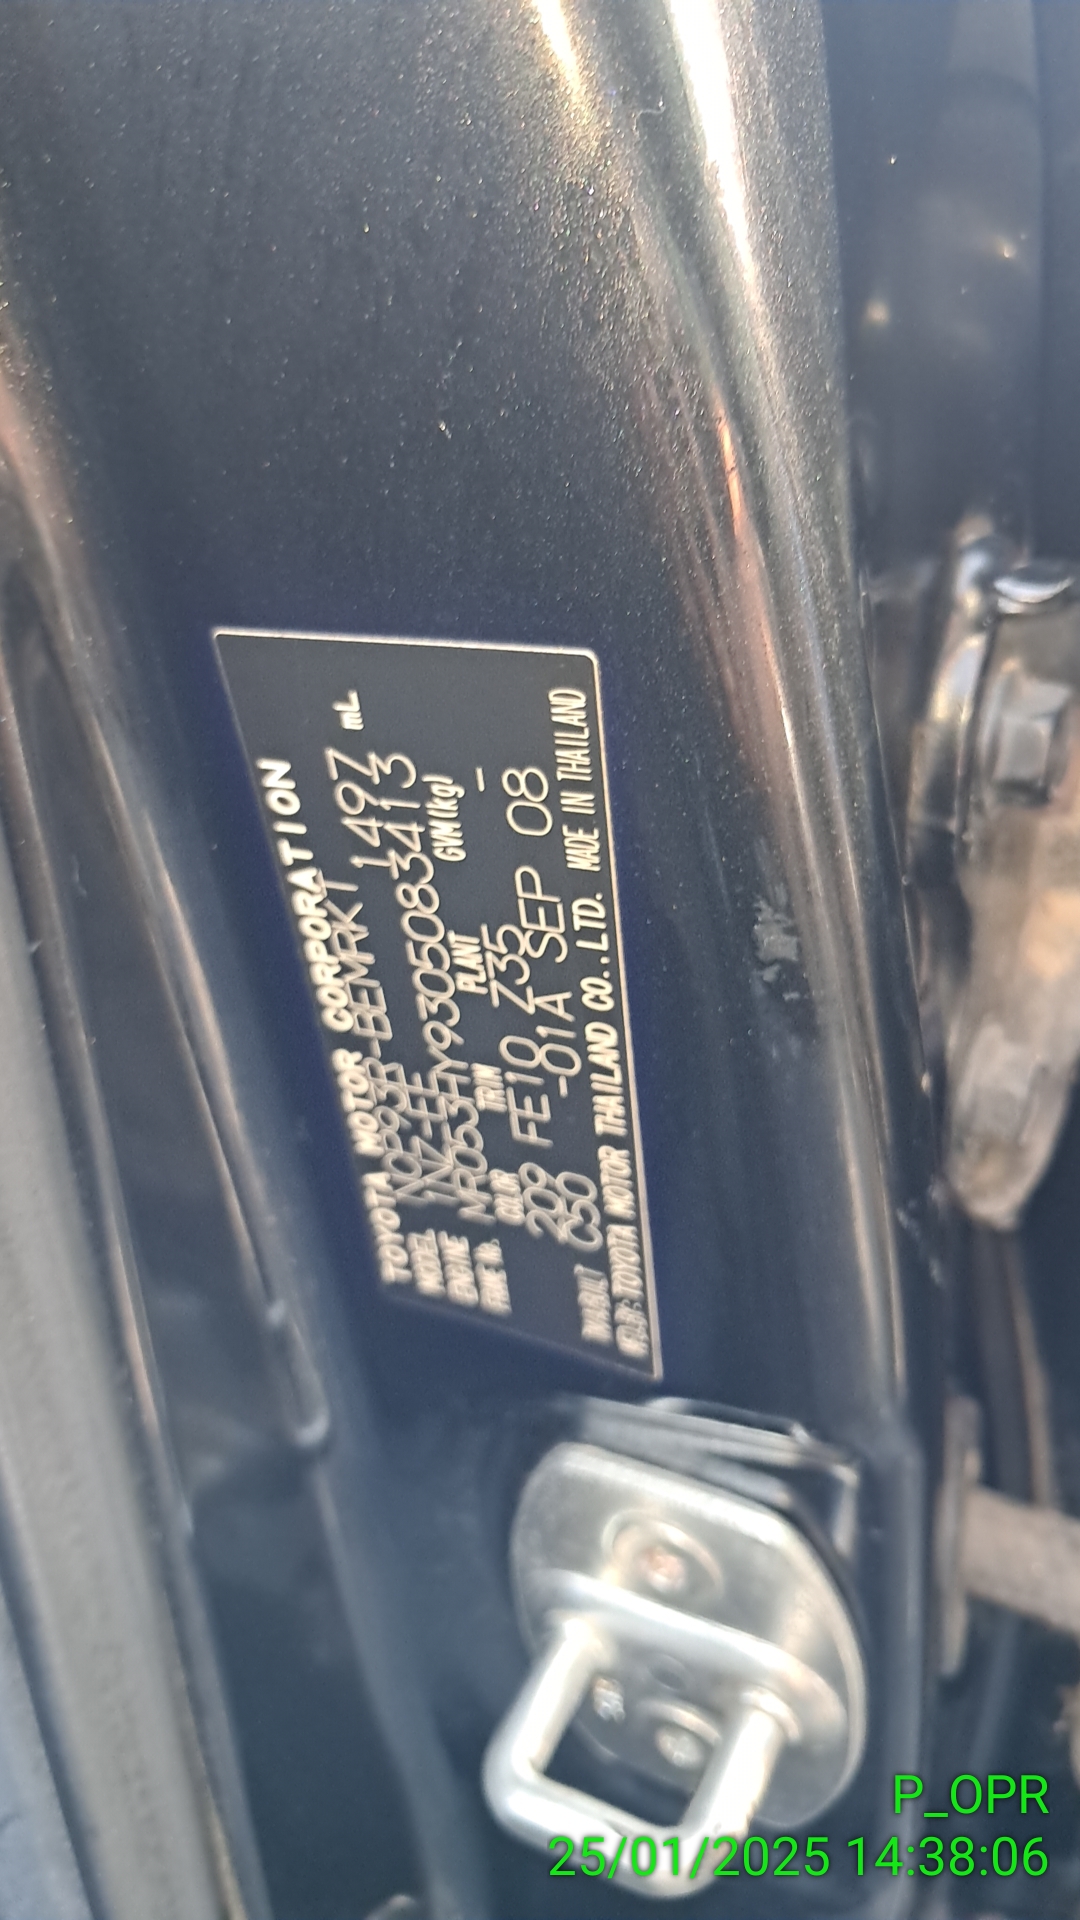 TOYOTA MOTOR CORPORATION
MODEL NCP93R-BEMRKT 1497 mL
ENGINE 1NZ-FE
FRAME No. MR053HY9305083413
COLOR TRIM PLANT GVM(kg)
209 FE10 Z35 -
C50 -01A SEP 08
TOYOTA MOTOR THAILAND CO.,LTD. MADE IN THAILAND
P_OPR
25/01/2025 14:38:06